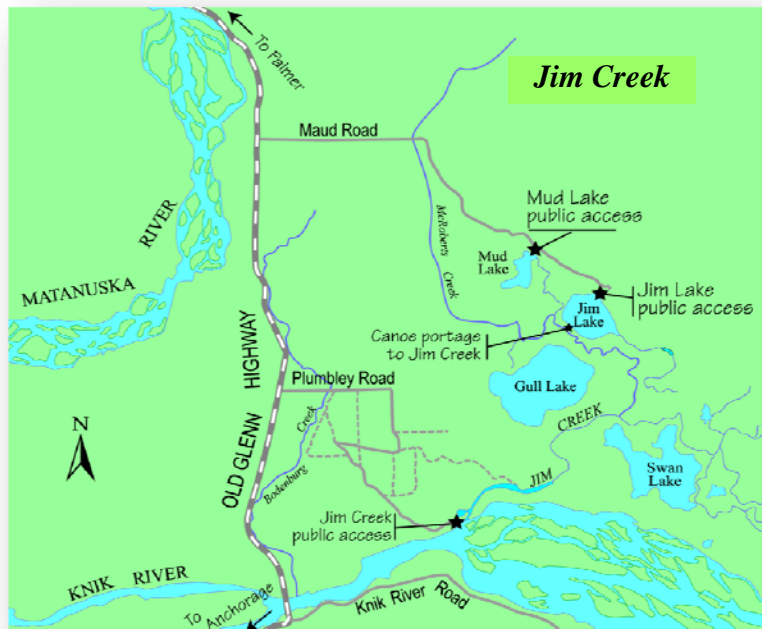 To Palmer
Jim Creek
Maud Road
McRoberts
Creek
Mud Lake
public access
Mud
Lake
RIVER
MATANUSKA
Jim Lake
public access
Jim
Lake
Canoe portage
to Jim Creek
Gull Lake
Plumbley Road
OLD GLENN HIGHWAY
N
Bodenburg Creek
JIM CREEK
Swan
Lake
Jim Creek
public access
KNIK RIVER
To
Anchorage
Knik River Road